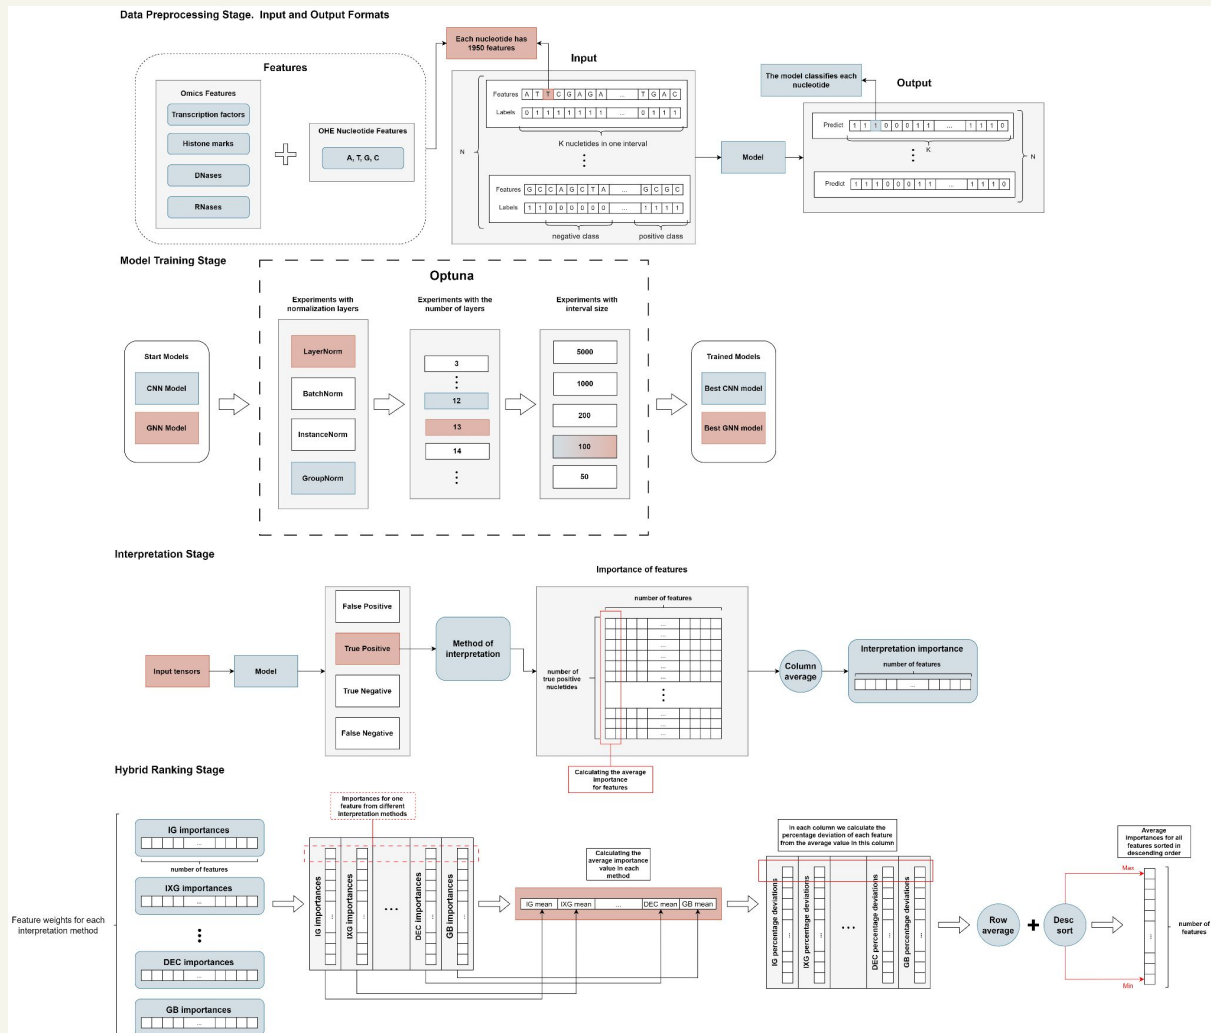 Data Preprocessing Stage. Input and Output Formats
Each nucleotide has
1950 features
Features
Omics Features
Transcription factors
Histone marks
DNases
RNases
OHE Nucleotide Features
A, T, G, C
Input
N
Features A T T C G A G A ... T G A C
Labels 0 1 1 1 1 1 1 1 ... 0 1 1 1
K nucletides in one interval
Features G C C A G C T A ... G C G C
Labels 1 1 0 0 0 0 0 0 ... 1 1 1 1
negative class
positive class
Model
The model classifies each
nucleotide
Output
Predict 1 1 1 0 0 0 1 1 ... 1 1 1 0
K
N
Predict 1 1 1 0 0 0 1 1 ... 1 1 1 0
Model Training Stage
Optuna
Start Models
CNN Model
GNN Model
Experiments with
normalization layers
LayerNorm
BatchNorm
InstanceNorm
GroupNorm
Experiments with the
number of layers
3
12
13
14
Experiments with
interval size
5000
1000
200
100
50
Trained Models
Best CNN model
Best GNN model
Interpretation Stage
Input tensors
Model
False Positive
True Positive
True Negative
False Negative
Method of
interpretation
Importance of features
number of features
number of
true positive
nucletides
...
...
...
...
...
...
...
...
...
Calculating the average
importance
for features
Column
average
Interpretation importance
number of features
...
Hybrid Ranking Stage
Feature weights for each
interpretation method
IG importances
...
number of features
IXG importances
...
DEC importances
...
GB importances
...
Importances for one
feature from different
interpretation methods
IG importances
...
IXG importances
...
DEC importances
...
GB importances
...
Calculating the
average importance
value in each
method
IG mean IXG mean ... DEC mean GB mean
In each column we calculate the
percentage deviation of each feature
from the average value in this column
IG percentage deviations
...
IXG percentage deviations
...
DEC percentage deviations
...
GB percentage deviations
...
Row
average
+
Desc
sort
Average
importances for all
features sorted in
descending order
Max
Min
...
number of
features